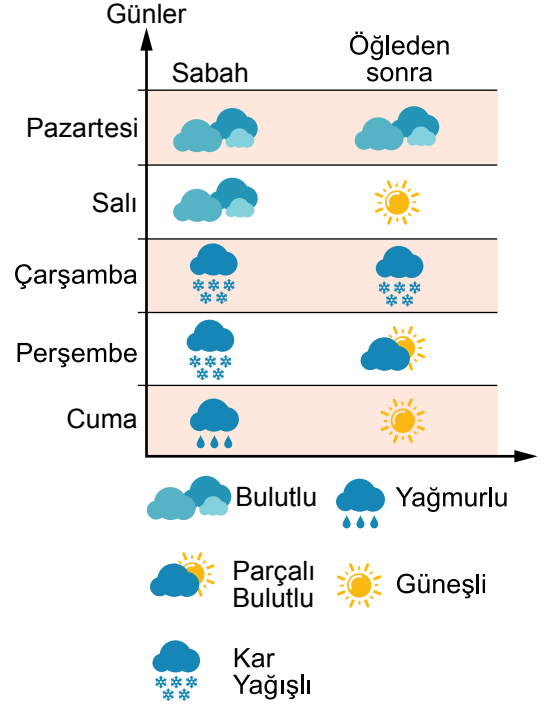 Günler
Sabah
Öğleden
sonra
Pazartesi
Salı
Çarşamba
Perşembe
Cuma
Bulutlu
Yağmurlu
Parçalı
Bulutlu
Güneşli
Kar
Yağışlı